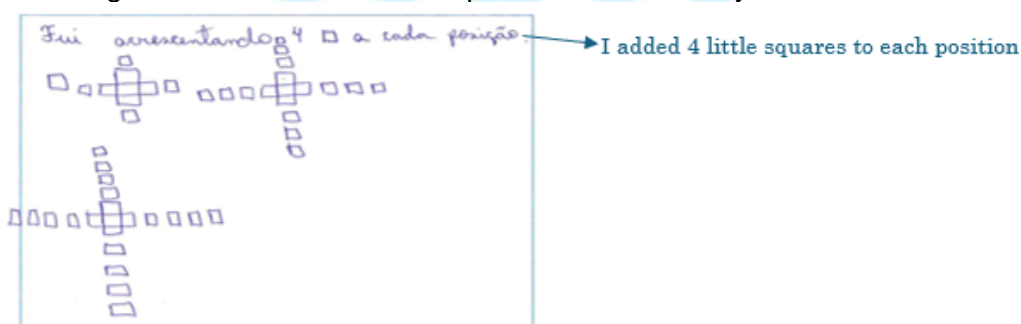 Fui acrescentando 4 □ a cada posição.
I added 4 little squares to each position